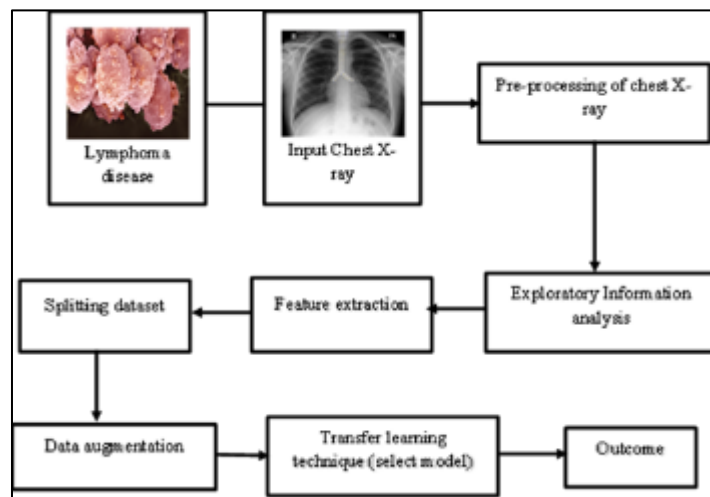 Lymphoma
disease
Input Chest X-
ray
Pre-processing of chest X-
ray
Exploratory Information
analysis
Feature extraction
Splitting dataset
Data augmentation
Transfer learning
technique (select model)
Outcome